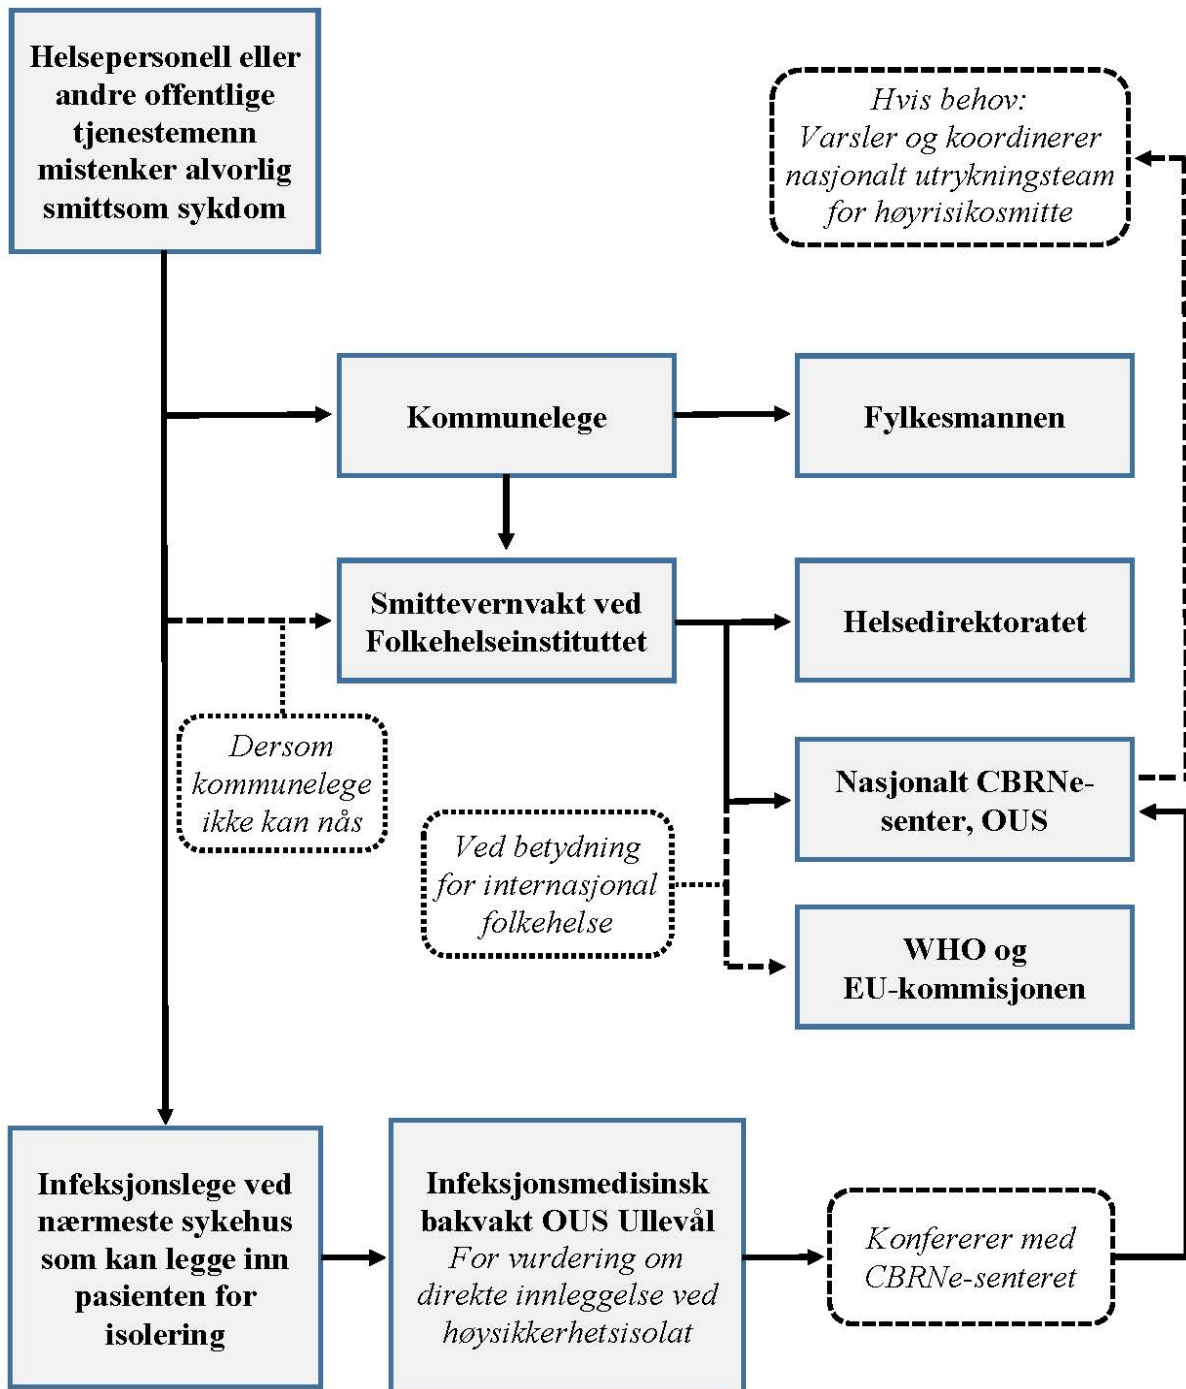 Helsepersonell eller
andre offentlige
tjenestemenn
mistenker alvorlig
smittsom sykdom
Hvis behov:
Varsler og koordinerer
nasjonalt utrykningsteam
for høyrisikosmitte
Kommunelege
Fylkesmannen
Smittevernvakt ved
Folkehelseinstituttet
Helsedirektoratet
Dersom
kommunelege
ikke kan nås
Nasjonalt CBRNe-
senter, OUS
Ved betydning
for internasjonal
folkehelse
WHO og
EU-kommisjonen
Infeksjonslege ved
nærmeste sykehus
som kan legge inn
pasienten for
isolering
Infeksjonsmedisinsk
bakvakt OUS Ullevål
For vurdering om
direkte innleggelse ved
høysikkerhetsisolat
Konfererer med
CBRNe-senteret